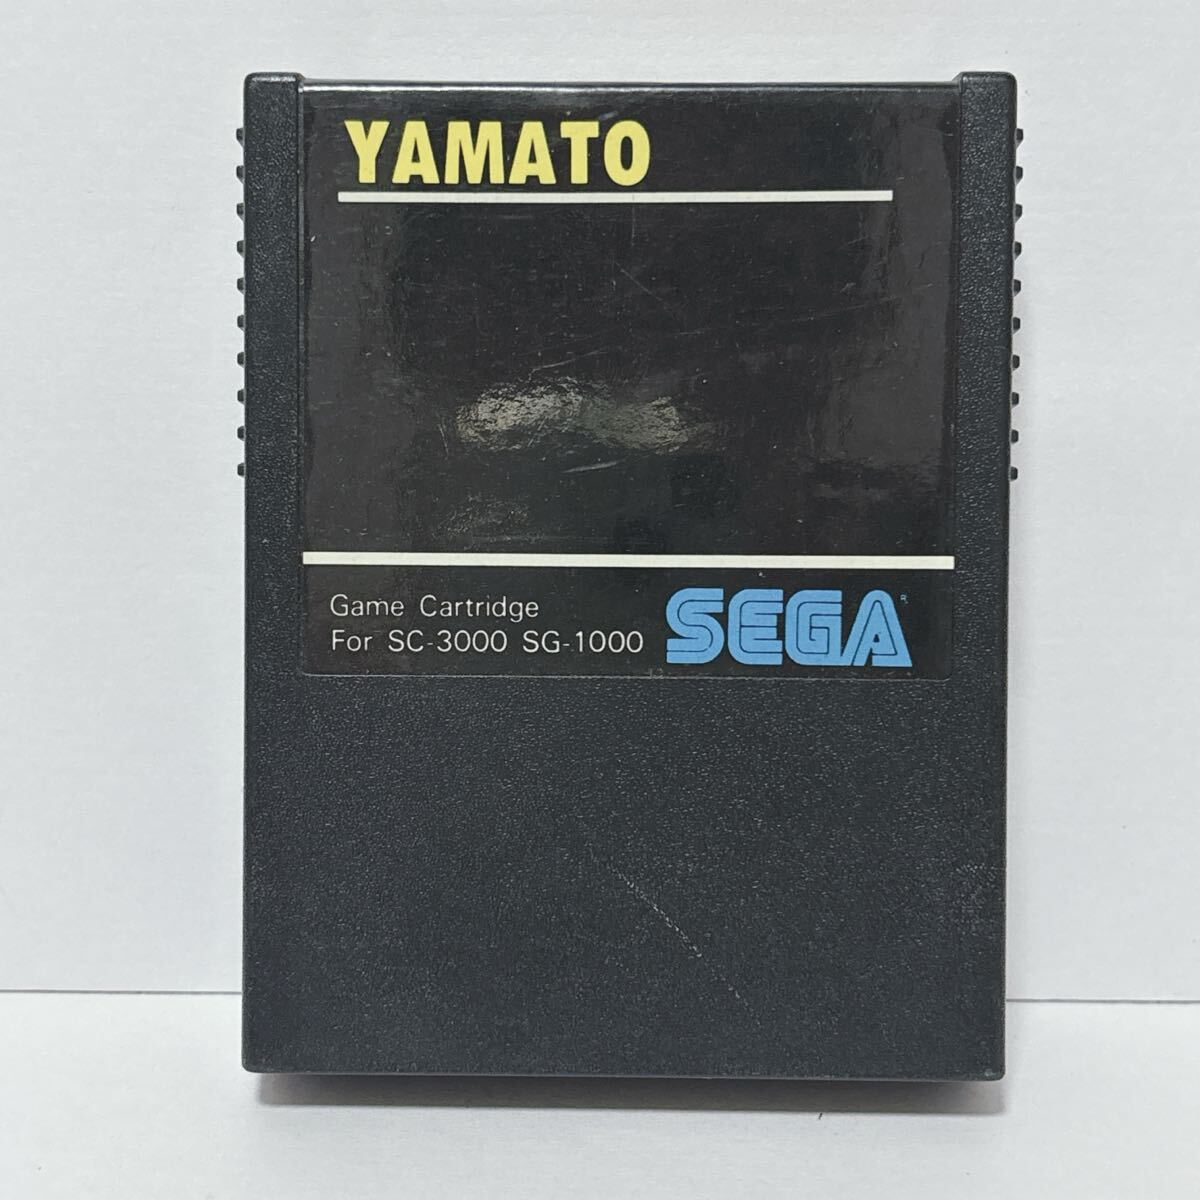 YAMATO
Game Cartridge
For SC-3000 SG-1000
SEGA®